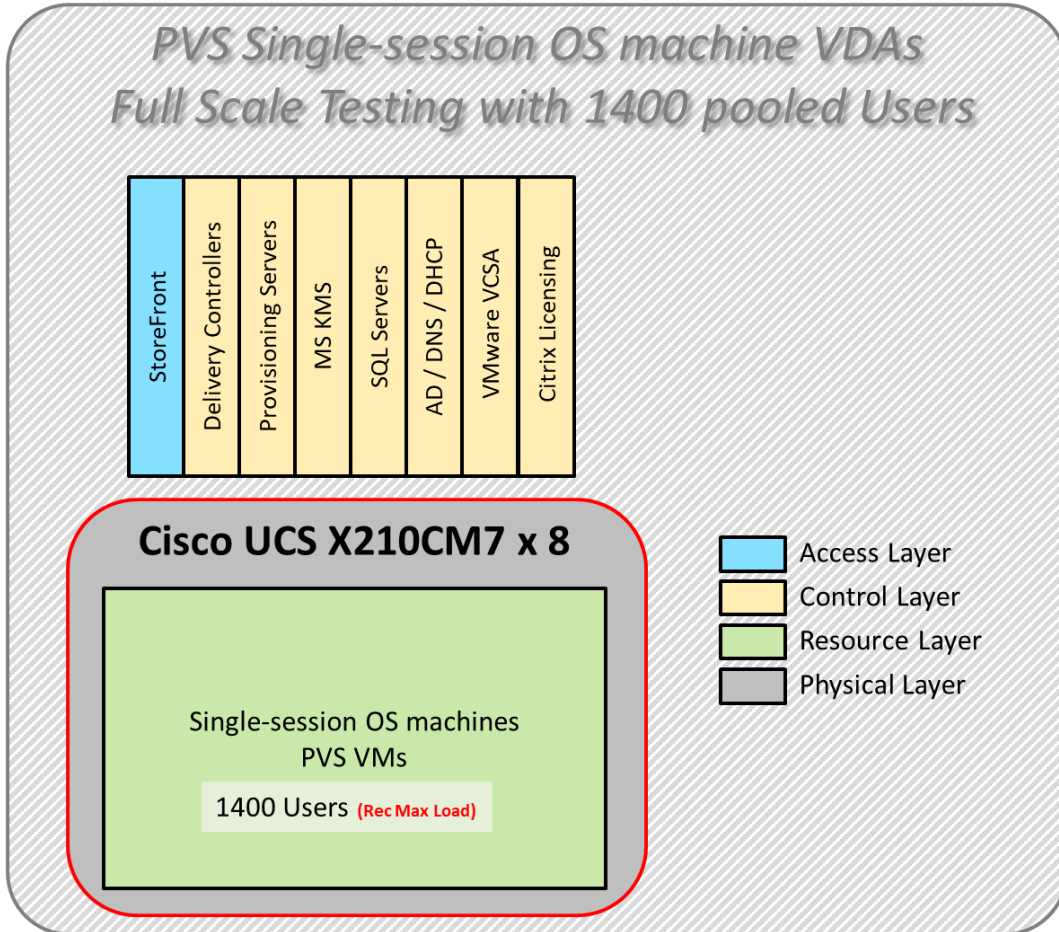 PVS Single-session OS machine VDAs
Full Scale Testing with 1400 pooled Users
StoreFront
Delivery Controllers
Provisioning Servers
MS KMS
SQL Servers
AD / DNS / DHCP
VMware VCSA
Citrix Licensing
Cisco UCS X210CM7 x 8
Single-session OS machines
PVS VMs
1400 Users (Rec Max Load)
Access Layer
Control Layer
Resource Layer
Physical Layer